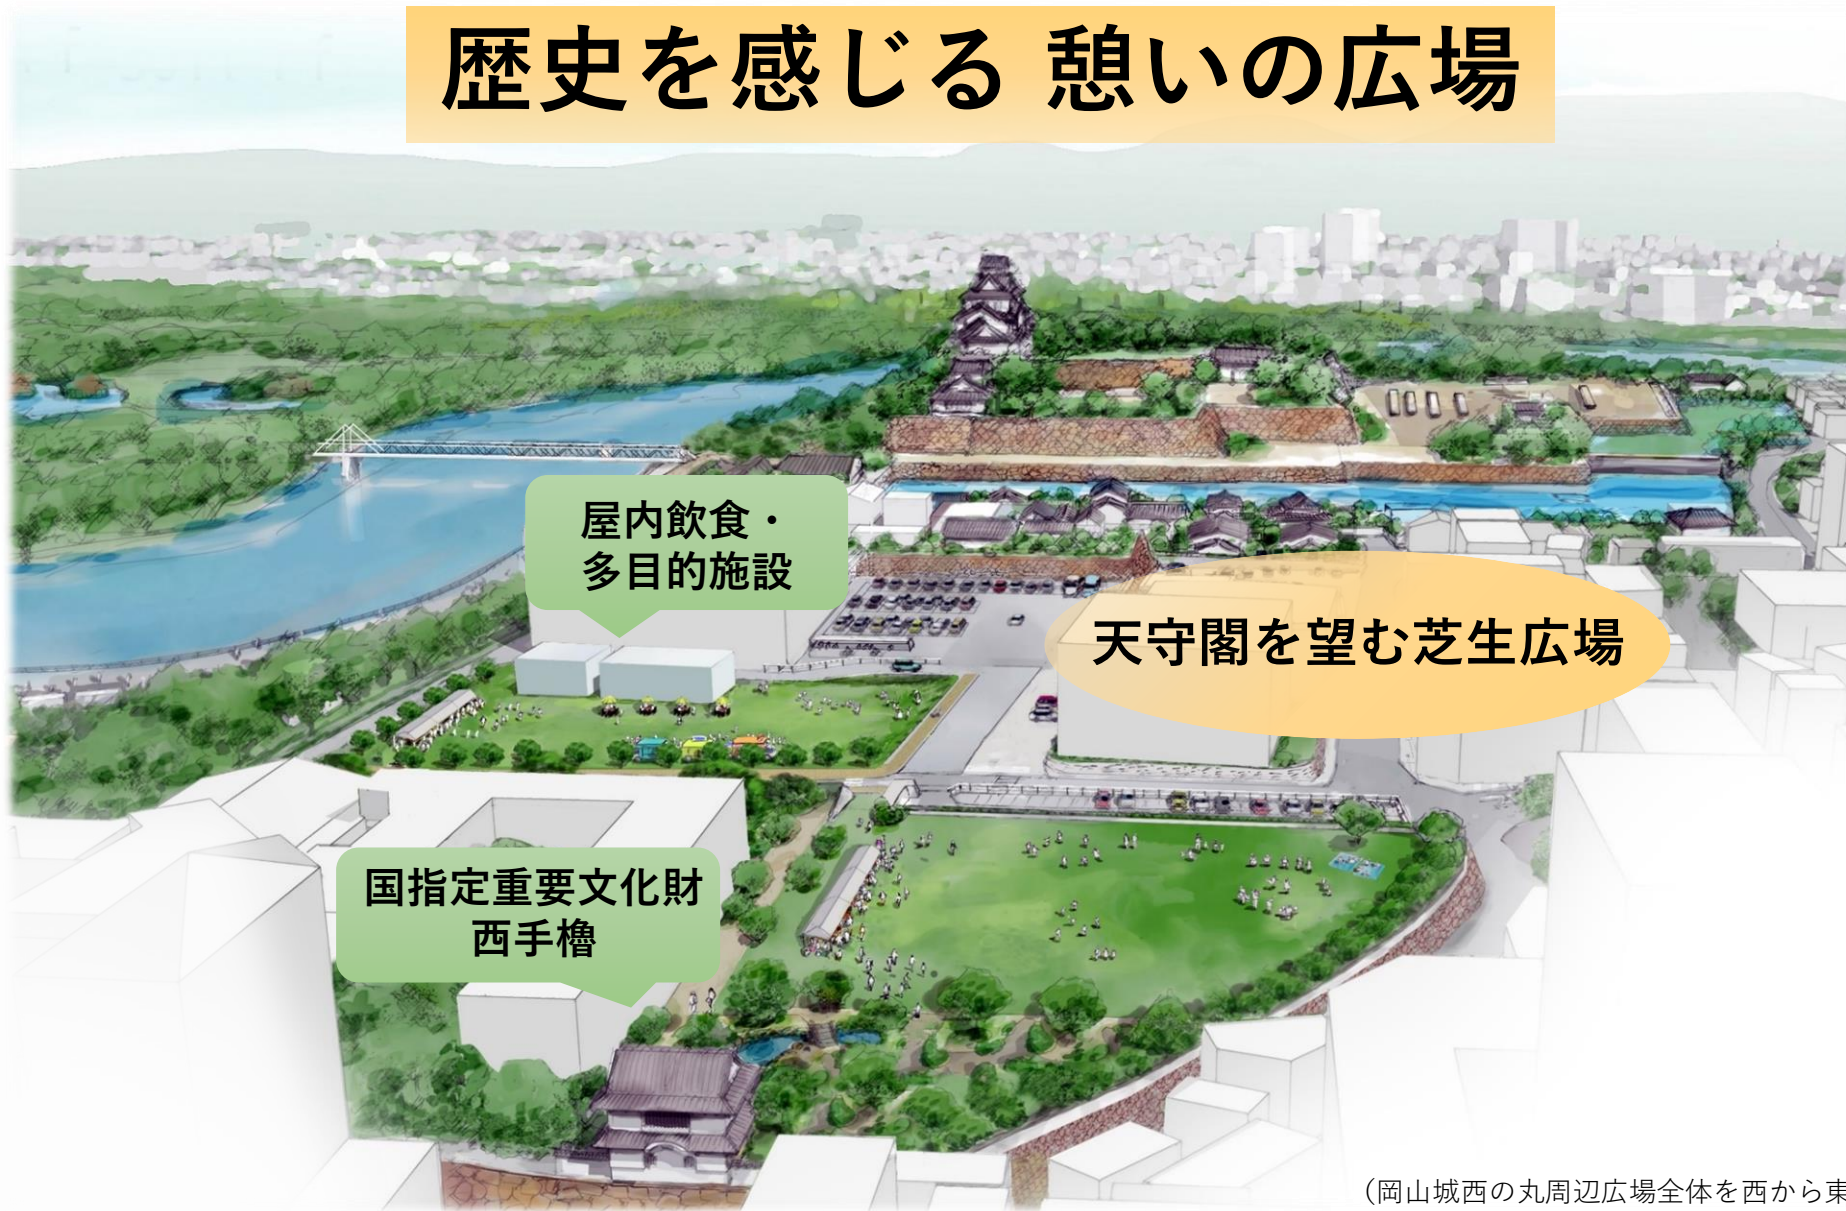 歴史を感じる 憩いの広場
屋内飲食・
多目的施設
天守閣を望む芝生広場
国指定重要文化財
西手櫓
(岡山城西の丸周辺広場全体を西から東